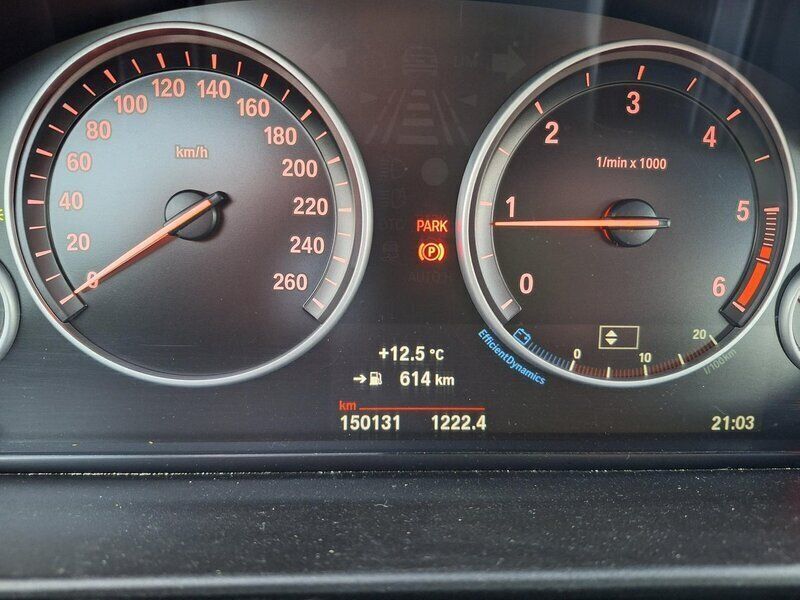 0 20 40 60 80 100 120 140 160 180 200 220 240 260
km/h
PARK
P
AUTO H
DTC
0 1 2 3 4 5 6
1/min x 1000
EfficientDynamics
0 10 20
l/100km
+12.5 °C
614 km
km
150131 1222.4
21:03